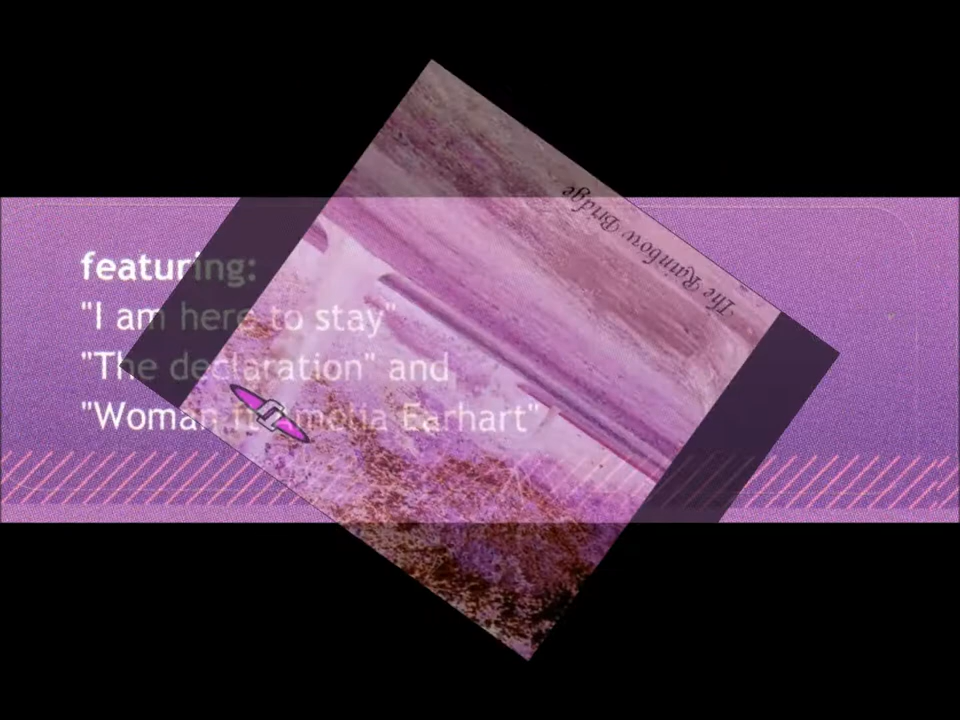 featuring:
"I am here to stay"
"The declaration" and
"Woman Earhart"
The Rainbow Bridge